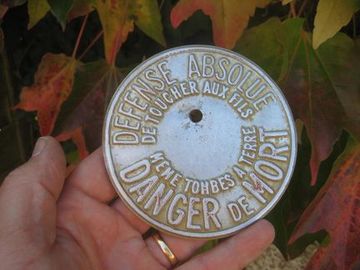 DEFENSE ABSOLUE
DE TOUCHER AUX FILS
MEME TOMBES A TERRE
DANGER DE MORT